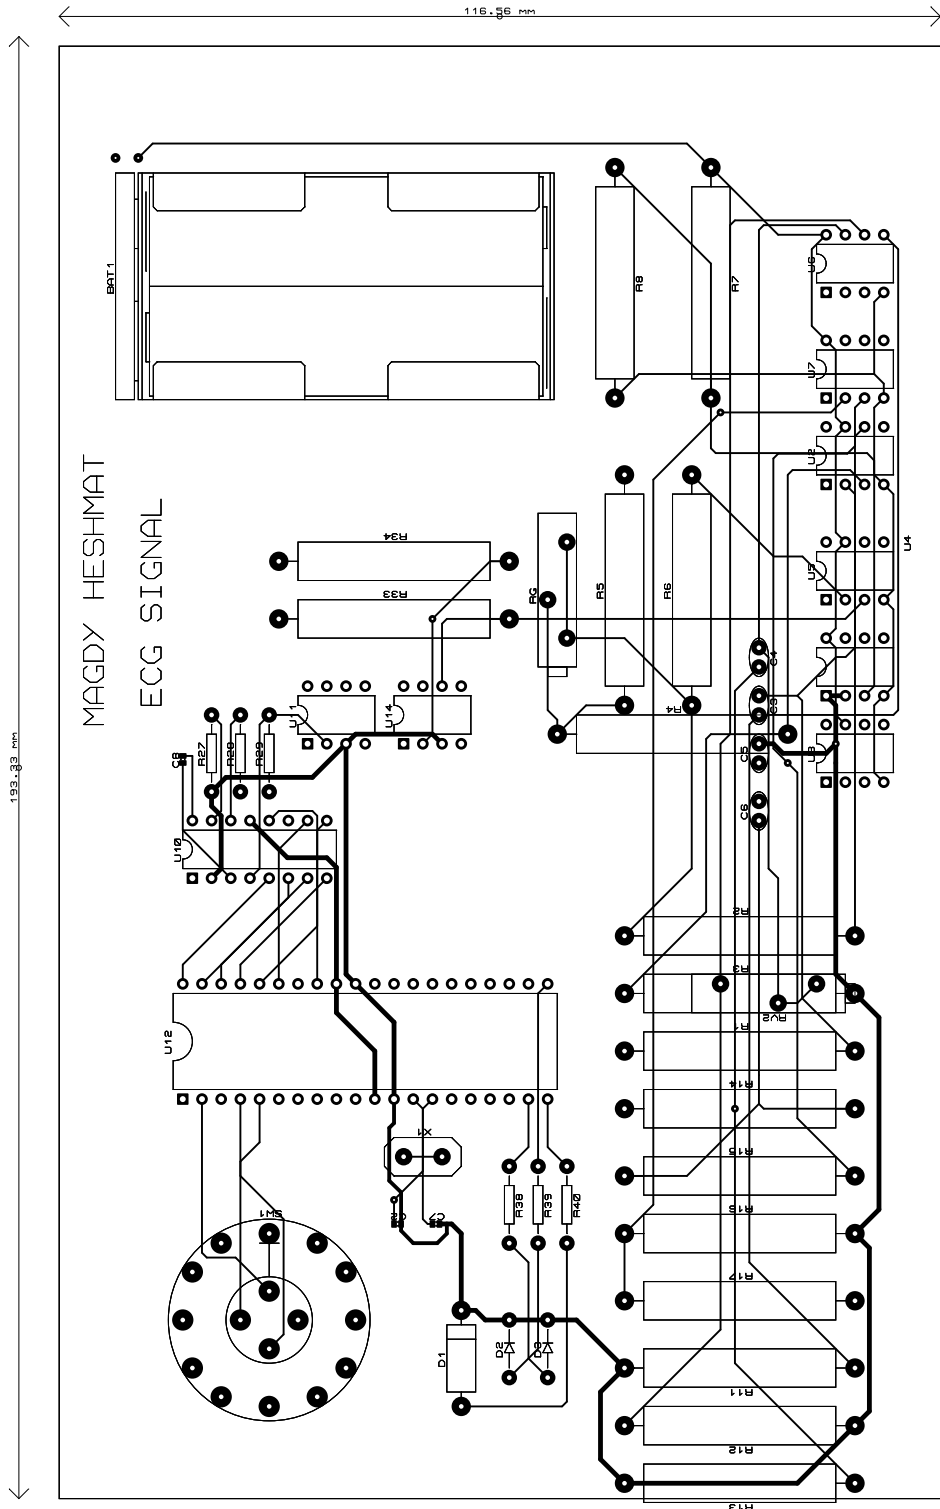 116.56 mm
193.33 mm
BAT1
R8
R7
U6
U7
U2
U4
U5
U3
MAGDY HESHMAT
ECG SIGNAL
R34
R33
RG
R5
R6
R4
C4
C3
C5
C6
U11
U14
C8
R27
R28
R29
U10
U12
R2
R3
RV2
R1
R14
R15
R16
R17
R11
R12
R13
X1
C7
R38
R39
R40
SW1
D1
D2
D3